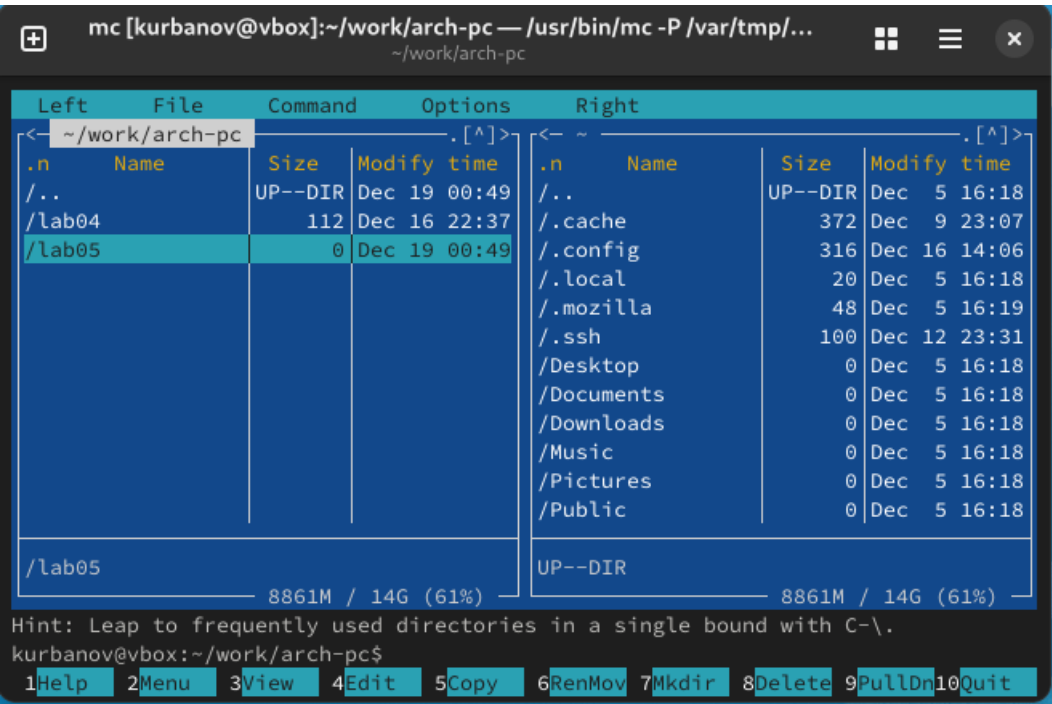 mc [kurbanov@vbox]:~/work/arch-pc — /usr/bin/mc -P /var/tmp/...
~/work/arch-pc
Left File Command Options Right
<─ ~/work/arch-pc ─.[^]>
.n Name Size Modify time
/.. UP--DIR Dec 19 00:49
/lab04 112 Dec 16 22:37
/lab05 0 Dec 19 00:49
/lab05
8861M / 14G (61%)
<─ ~ ─.[^]>
.n Name Size Modify time
/.. UP--DIR Dec 5 16:18
/.cache 372 Dec 9 23:07
/.config 316 Dec 16 14:06
/.local 20 Dec 5 16:18
/.mozilla 48 Dec 5 16:19
/.ssh 100 Dec 12 23:31
/Desktop 0 Dec 5 16:18
/Documents 0 Dec 5 16:18
/Downloads 0 Dec 5 16:18
/Music 0 Dec 5 16:18
/Pictures 0 Dec 5 16:18
/Public 0 Dec 5 16:18
UP--DIR
8861M / 14G (61%)
Hint: Leap to frequently used directories in a single bound with C-\.
kurbanov@vbox:~/work/arch-pc$
1Help 2Menu 3View 4Edit 5Copy 6RenMov 7Mkdir 8Delete 9PullDn 10Quit